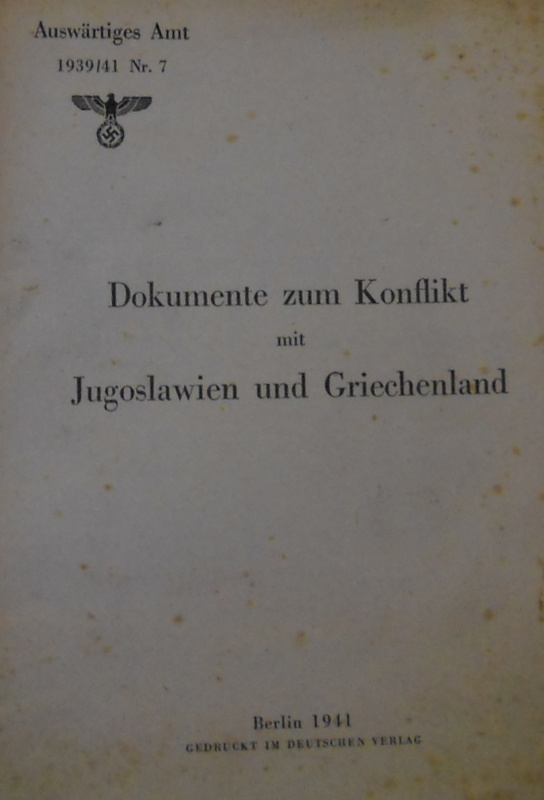 Auswärtiges Amt
1939/41 Nr. 7
Dokumente zum Konflikt
mit
Jugoslawien und Griechenland
Berlin 1941
GEDRUCKT IM DEUTSCHEN VERLAG